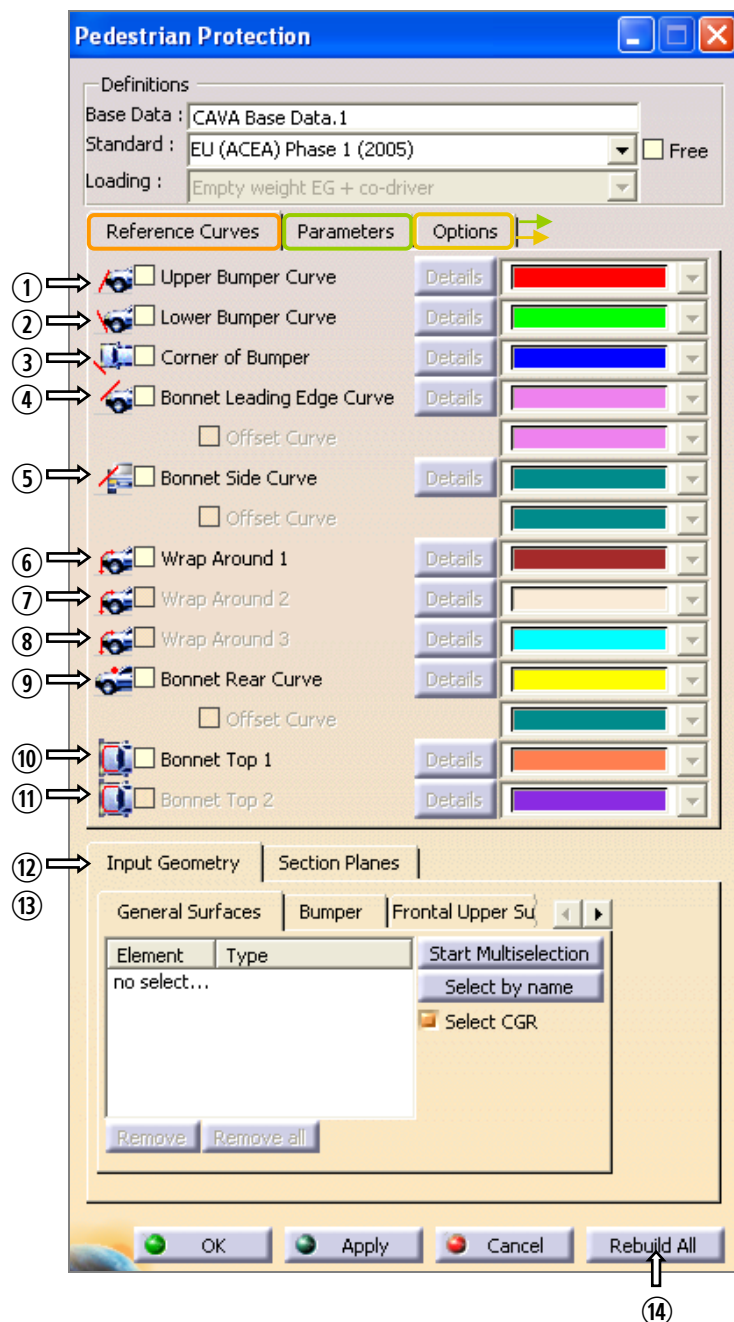 Pedestrian Protection
Definitions
Base Data : CAVA Base Data.1
Standard : EU (ACEA) Phase 1 (2005) Free
Loading : Empty weight EG + co-driver
Reference Curves Parameters Options
① Upper Bumper Curve Details
② Lower Bumper Curve Details
③ Corner of Bumper Details
④ Bonnet Leading Edge Curve Details
Offset Curve
⑤ Bonnet Side Curve Details
Offset Curve
⑥ Wrap Around 1 Details
⑦ Wrap Around 2 Details
⑧ Wrap Around 3 Details
⑨ Bonnet Rear Curve Details
Offset Curve
⑩ Bonnet Top 1 Details
⑪ Bonnet Top 2 Details
⑫ Input Geometry Section Planes
⑬
General Surfaces Bumper Frontal Upper Su
Element Type Start Multiselection
no select... Select by name
Select CGR
Remove Remove all
OK Apply Cancel Rebuild All
⑭